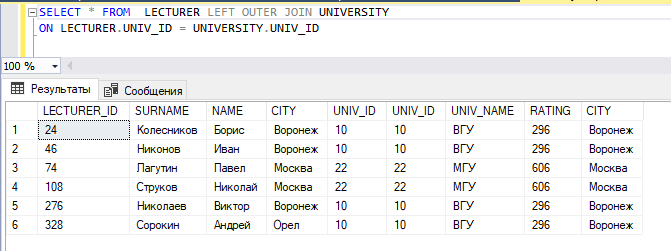 SELECT * FROM LECTURER LEFT OUTER JOIN UNIVERSITY
ON LECTURER.UNIV_ID = UNIVERSITY.UNIV_ID
100 %
Результаты Сообщения
LECTURER_ID SURNAME NAME CITY UNIV_ID UNIV_ID UNIV_NAME RATING CITY
1 24 Колесников Борис Воронеж 10 10 ВГУ 296 Воронеж
2 46 Никонов Иван Воронеж 10 10 ВГУ 296 Воронеж
3 74 Лагутин Павел Москва 22 22 МГУ 606 Москва
4 108 Струков Николай Москва 22 22 МГУ 606 Москва
5 276 Николаев Виктор Воронеж 10 10 ВГУ 296 Воронеж
6 328 Сорокин Андрей Орел 10 10 ВГУ 296 Воронеж